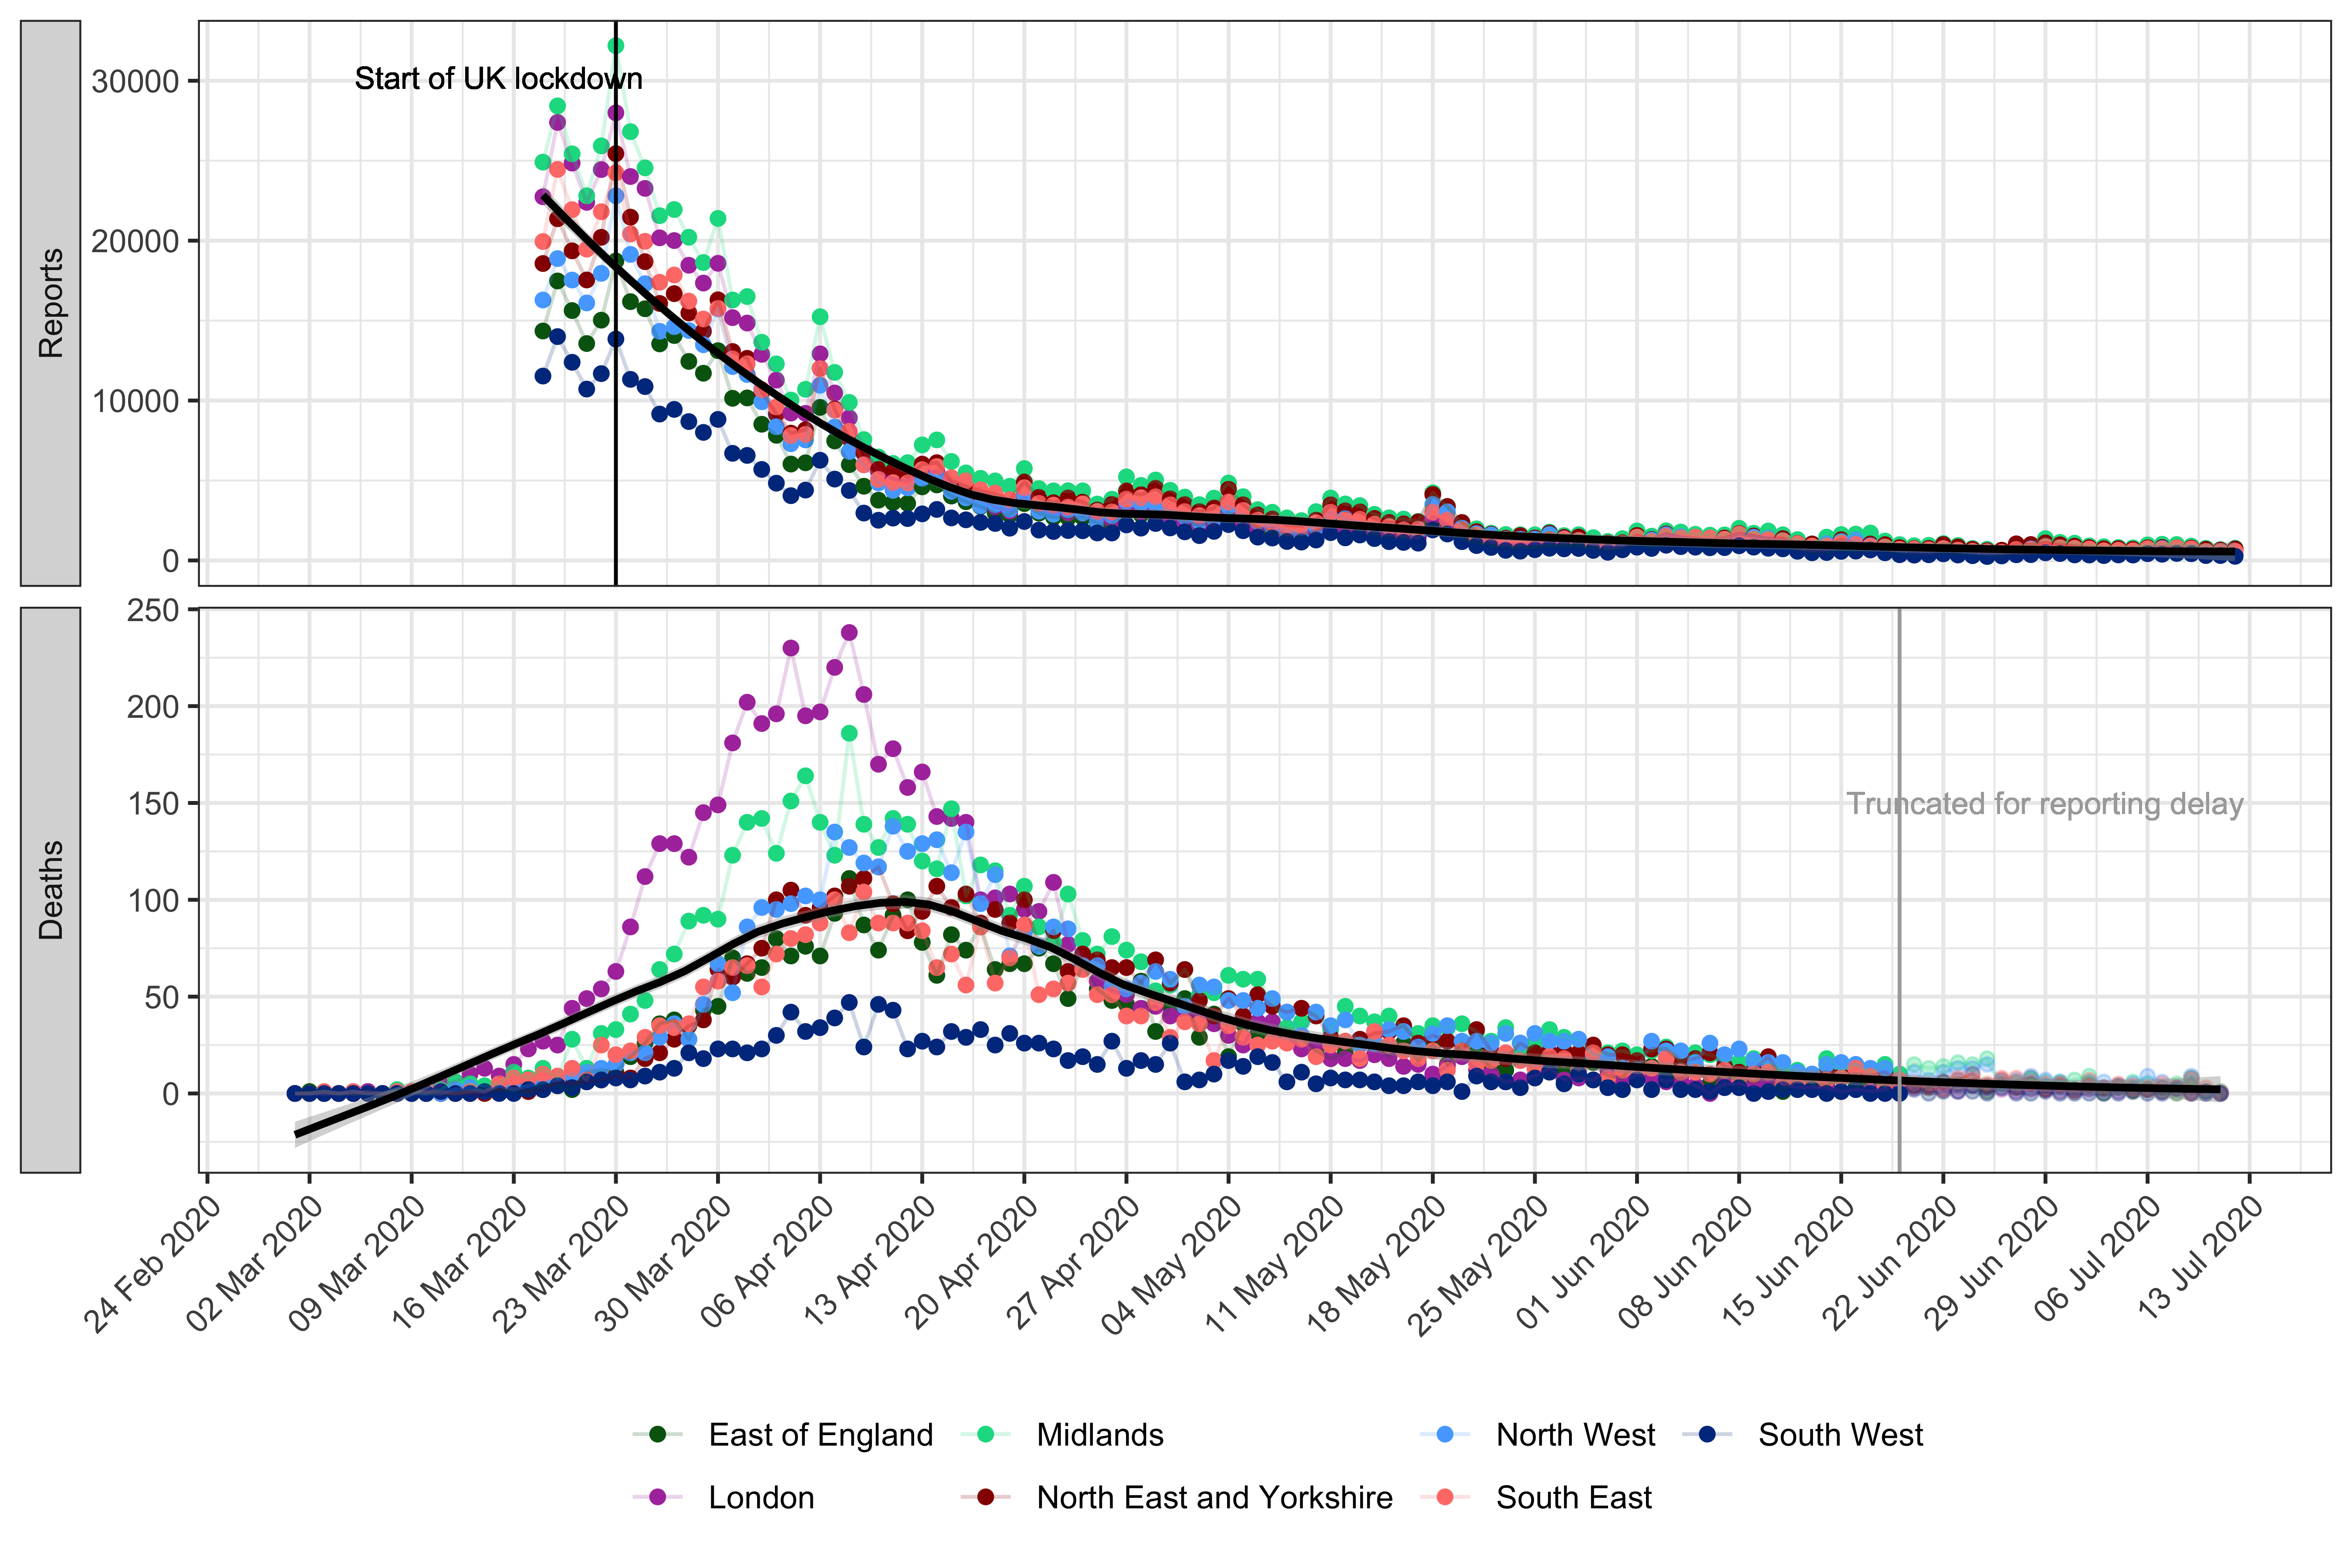 Reports
30000
20000
10000
0
Start of UK lockdown
Deaths
250
200
150
100
50
0
Truncated for reporting delay
24 Feb 2020
02 Mar 2020
09 Mar 2020
16 Mar 2020
23 Mar 2020
30 Mar 2020
06 Apr 2020
13 Apr 2020
20 Apr 2020
27 Apr 2020
04 May 2020
11 May 2020
18 May 2020
25 May 2020
01 Jun 2020
08 Jun 2020
15 Jun 2020
22 Jun 2020
29 Jun 2020
06 Jul 2020
13 Jul 2020
East of England Midlands North West South West
London North East and Yorkshire South East